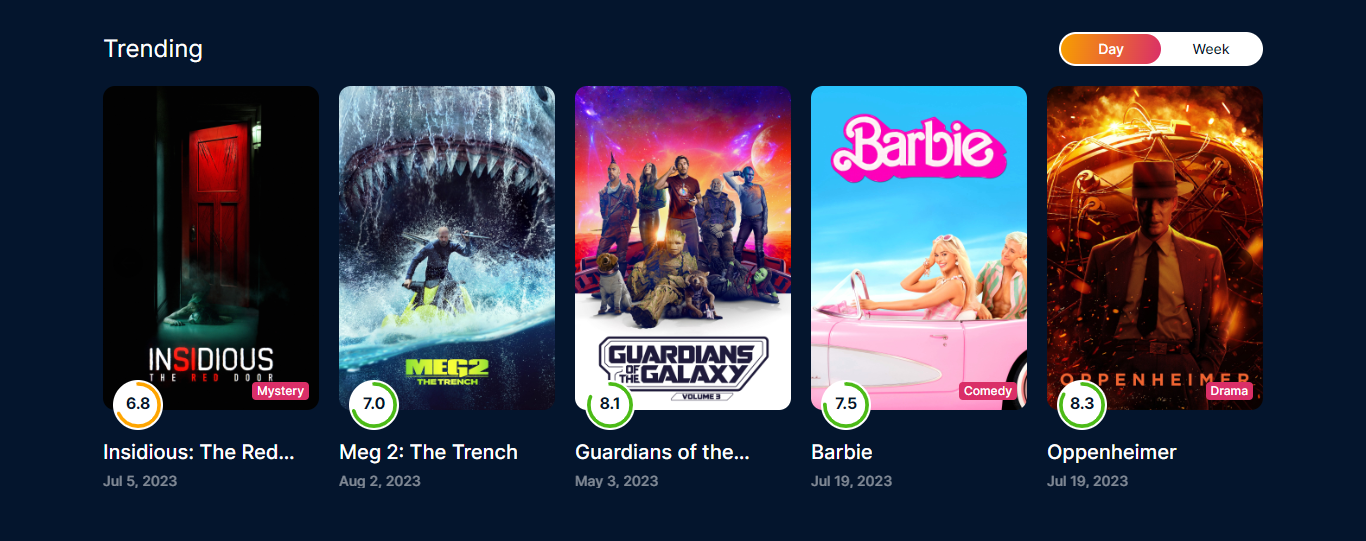 Trending
Day
Week
INSIDIOUS
THE RED DOOR
Mystery
6.8
Insidious: The Red...
Jul 5, 2023
MEG2
THE TRENCH
7.0
Meg 2: The Trench
Aug 2, 2023
GUARDIANS
OF THE GALAXY
VOLUME 3
8.1
Guardians of the...
May 3, 2023
Barbie
Comedy
7.5
Barbie
Jul 19, 2023
OPPENHEIMER
Drama
8.3
Oppenheimer
Jul 19, 2023